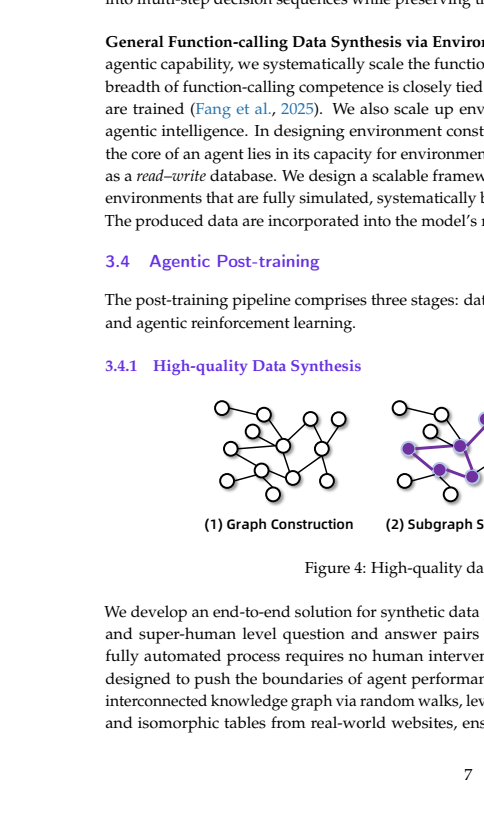 into multi-step decision sequences while preserving
General Function-calling Data Synthesis via Enviro
agentic capability, we systematically scale the functio
breadth of function-calling competence is closely tied
are trained (Fang et al., 2025). We also scale up env
agentic intelligence. In designing environment const
the core of an agent lies in its capacity for environmen
as a read–write database. We design a scalable framew
environments that are fully simulated, systematically b
The produced data are incorporated into the model's
3.4 Agentic Post-training
The post-training pipeline comprises three stages: dat
and agentic reinforcement learning.
3.4.1 High-quality Data Synthesis
(1) Graph Construction (2) Subgraph S
Figure 4: High-quality da
We develop an end-to-end solution for synthetic data
and super-human level question and answer pairs
fully automated process requires no human interven
designed to push the boundaries of agent performan
interconnected knowledge graph via random walks, lev
and isomorphic tables from real-world websites, ens
7